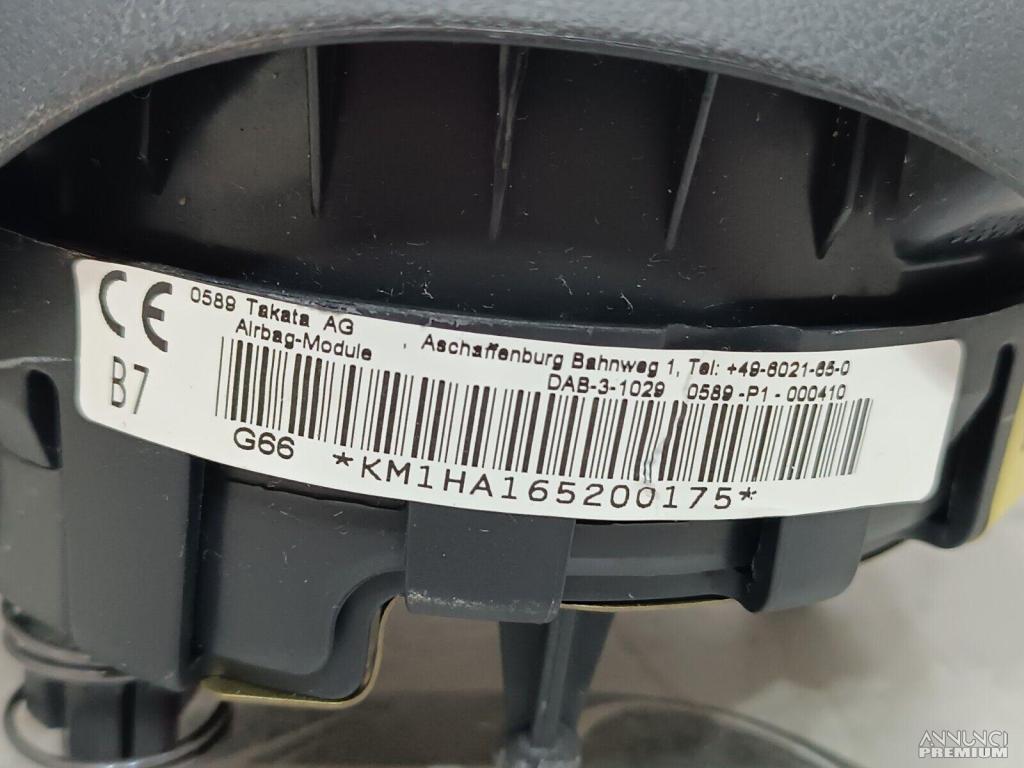 CE
B7
0589 Takata AG
Airbag-Module , Aschaffenburg Bahnweg 1, Tel: +49-6021-65-0
DAB-3-1029 0589-P1-000410
G66 *KM1HA165200175*
ANNUNCI
PREMIUM